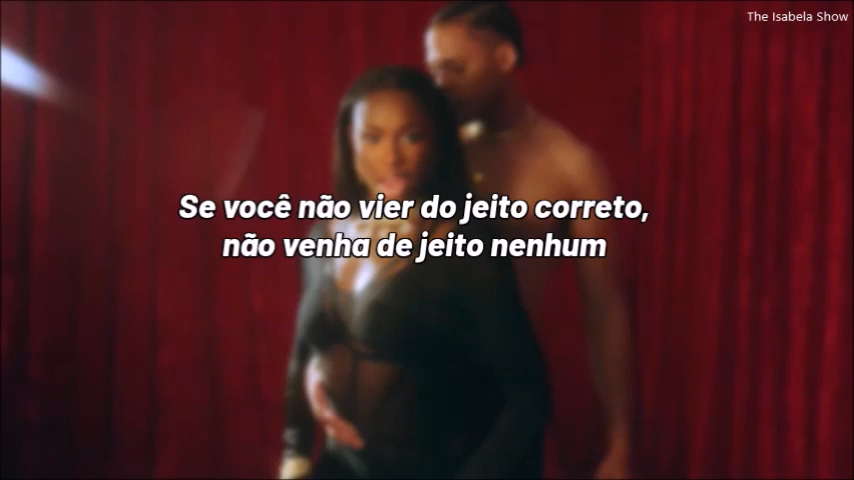 The Isabela Show
Se você não vier do jeito correto,
não venha de jeito nenhum